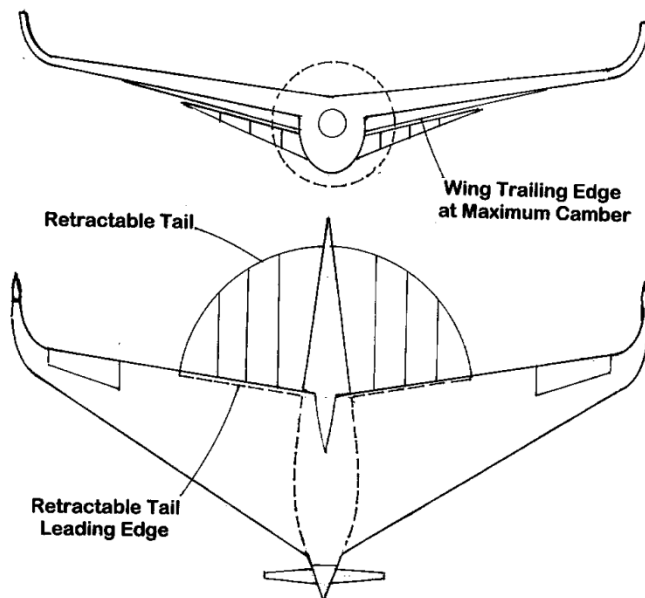 Wing Trailing Edge
at Maximum Camber
Retractable Tail
Retractable Tail
Leading Edge